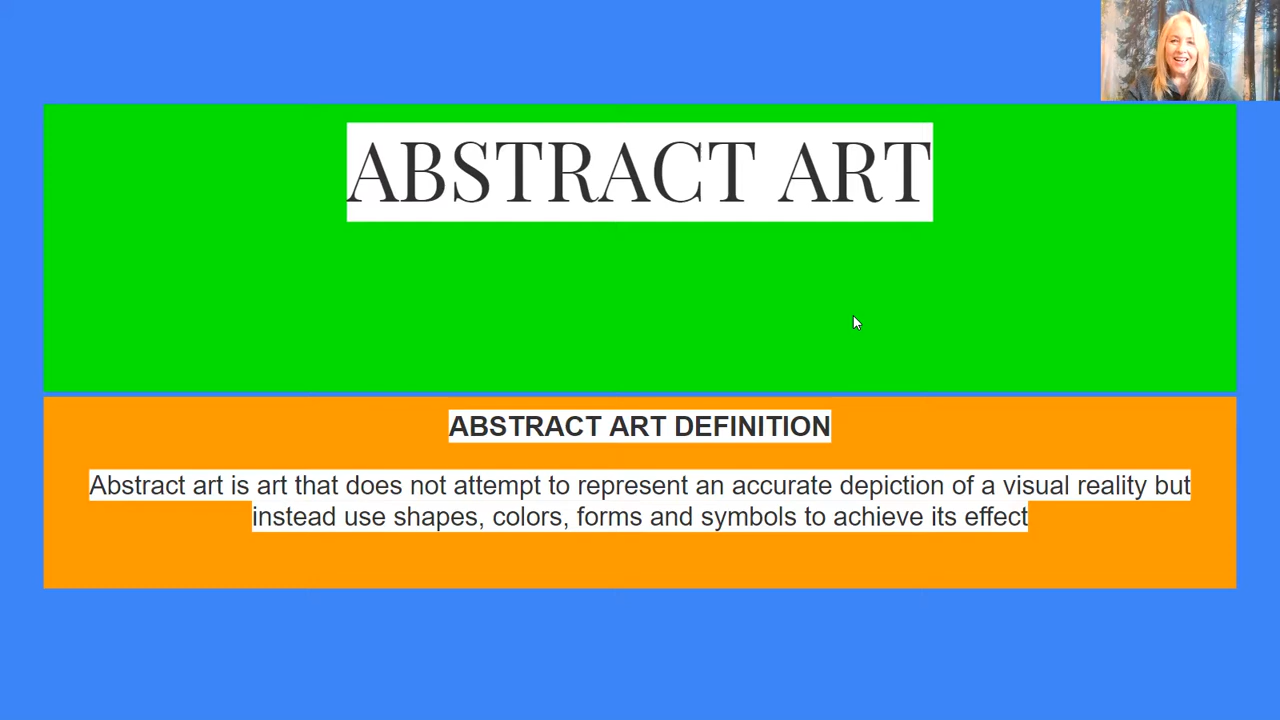 ABSTRACT ART
ABSTRACT ART DEFINITION
Abstract art is art that does not attempt to represent an accurate depiction of a visual reality but
instead use shapes, colors, forms and symbols to achieve its effect